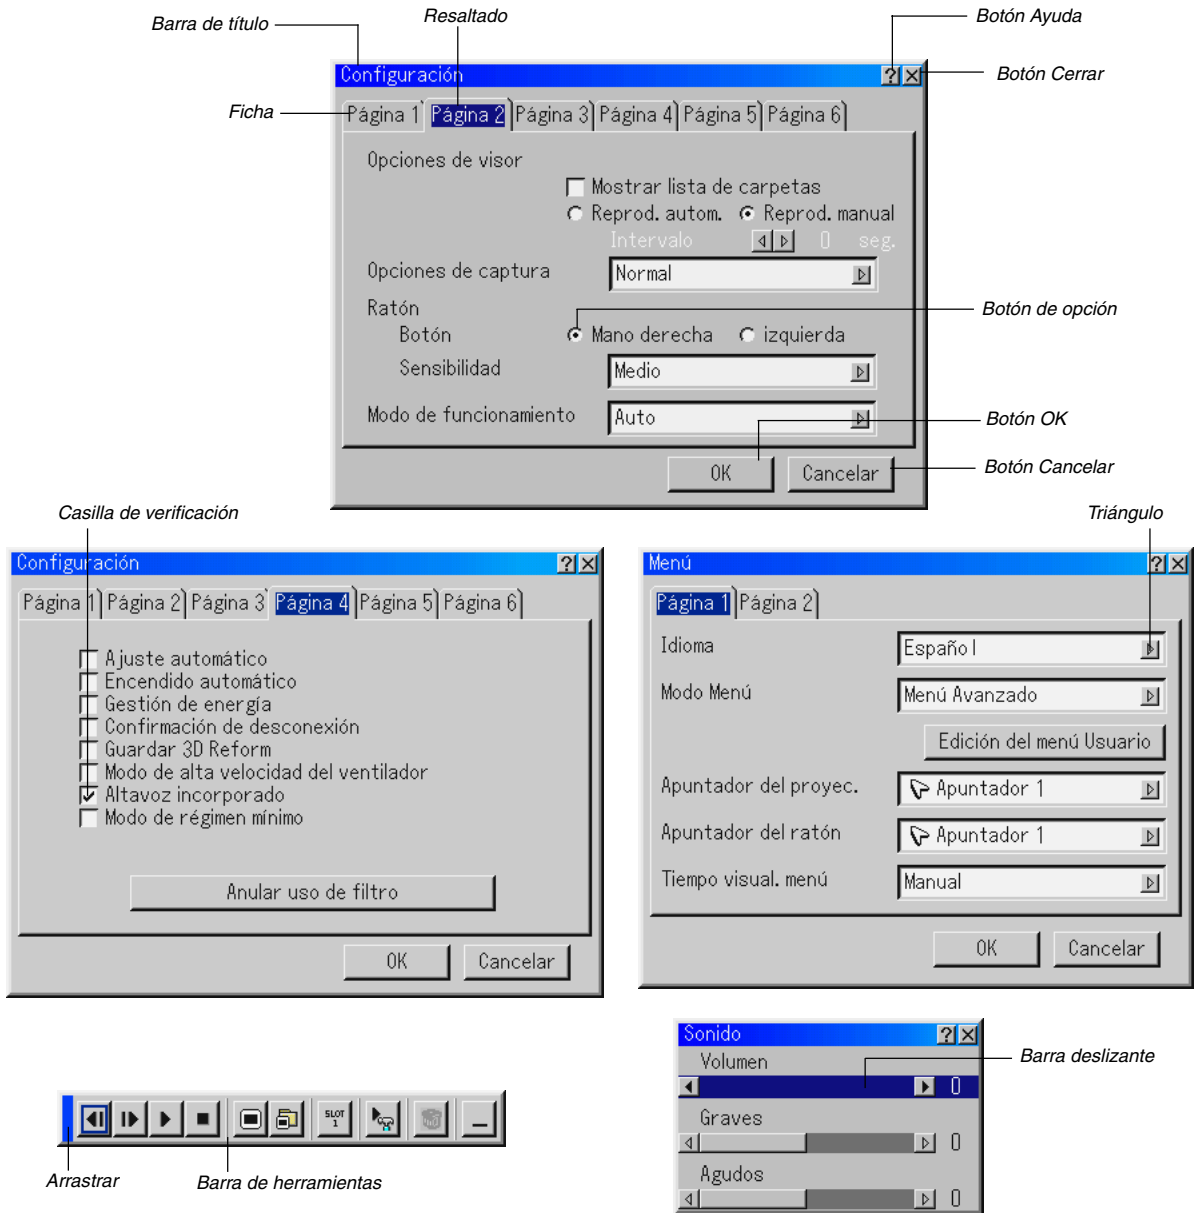 Barra de título
Resaltado
Botón Ayuda
Configuración
Botón Cerrar
Ficha
Página 1 Página 2 Página 3 Página 4 Página 5 Página 6
Opciones de visor
Mostrar lista de carpetas
Reprod. autom. Reprod. manual
Intervalo 0 seg.
Opciones de captura Normal
Ratón
Botón Mano derecha izquierda
Botón de opción
Sensibilidad Medio
Modo de funcionamiento Auto
Botón OK
OK Cancelar
Botón Cancelar
Casilla de verificación
Configuración
Página 1 Página 2 Página 3 Página 4 Página 5 Página 6
Ajuste automático
Encendido automático
Gestión de energía
Confirmación de desconexión
Guardar 3D Reform
Modo de alta velocidad del ventilador
Altavoz incorporado
Modo de régimen mínimo
Anular uso de filtro
OK Cancelar
Triángulo
Menú
Página 1 Página 2
Idioma Español
Modo Menú Menú Avanzado
Edición del menú Usuario
Apuntador del proyec. Apuntador 1
Apuntador del ratón Apuntador 1
Tiempo visual. menú Manual
OK Cancelar
SLOT
1
Arrastrar
Barra de herramientas
Sonido
Volumen
0
Barra deslizante
Graves
0
Agudos
0